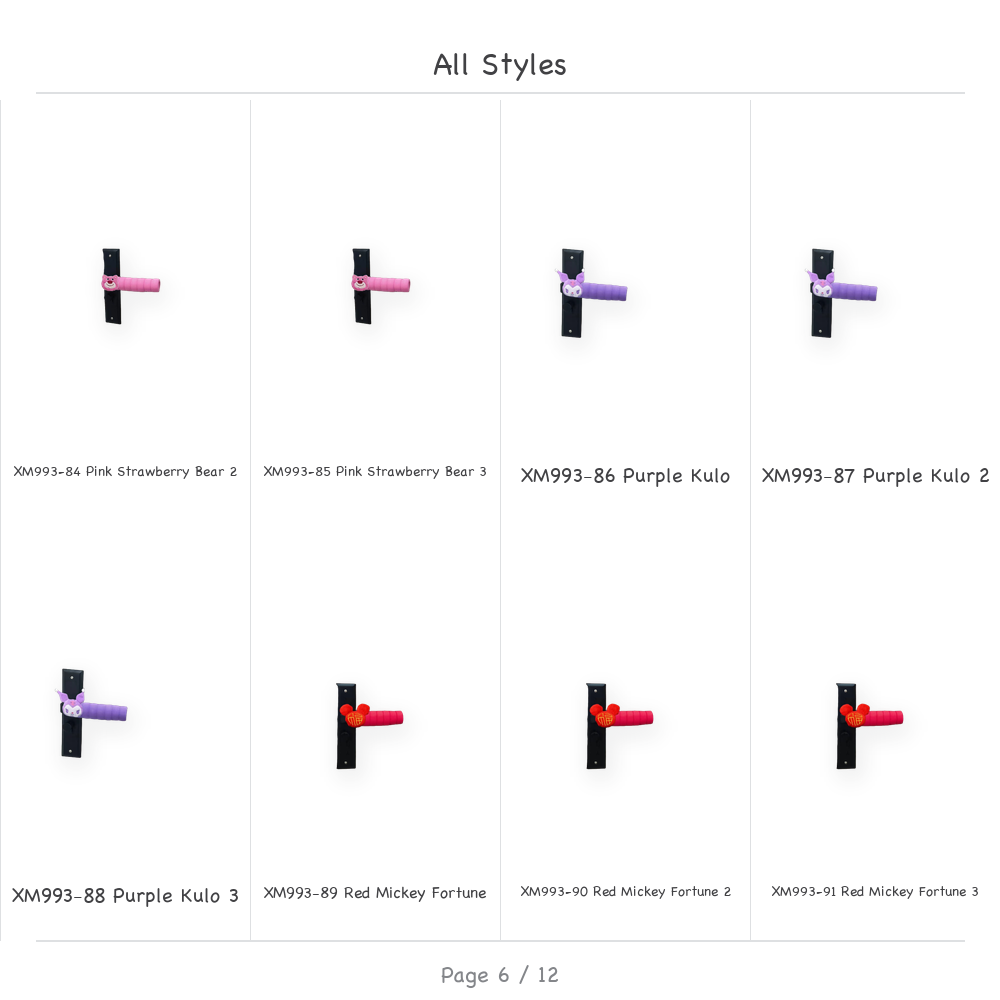 All Styles
XM993-84 Pink Strawberry Bear 2
XM993-85 Pink Strawberry Bear 3
XM993-86 Purple Kulo
XM993-87 Purple Kulo 2
XM993-88 Purple Kulo 3
XM993-89 Red Mickey Fortune
XM993-90 Red Mickey Fortune 2
XM993-91 Red Mickey Fortune 3
Page 6 / 12